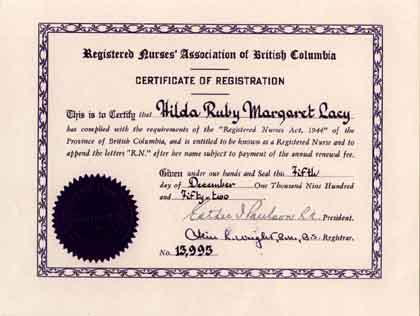 Registered Nurses' Association of British Columbia
CERTIFICATE OF REGISTRATION
This is to Certify that Hilda Ruby Margaret Lacy
has complied with the requirements of the "Registered Nurses Act, 1944" of the
Province of British Columbia, and is entitled to be known as a Registered Nurse and to
append the letters "R.N." after her name subject to payment of the annual renewal fee.
Given under our hands and Seal this Fifth
day of December One Thousand Nine Hundred
and Fifty-two
Esther Paulson President.
Wright, Registrar.
No. 13,995